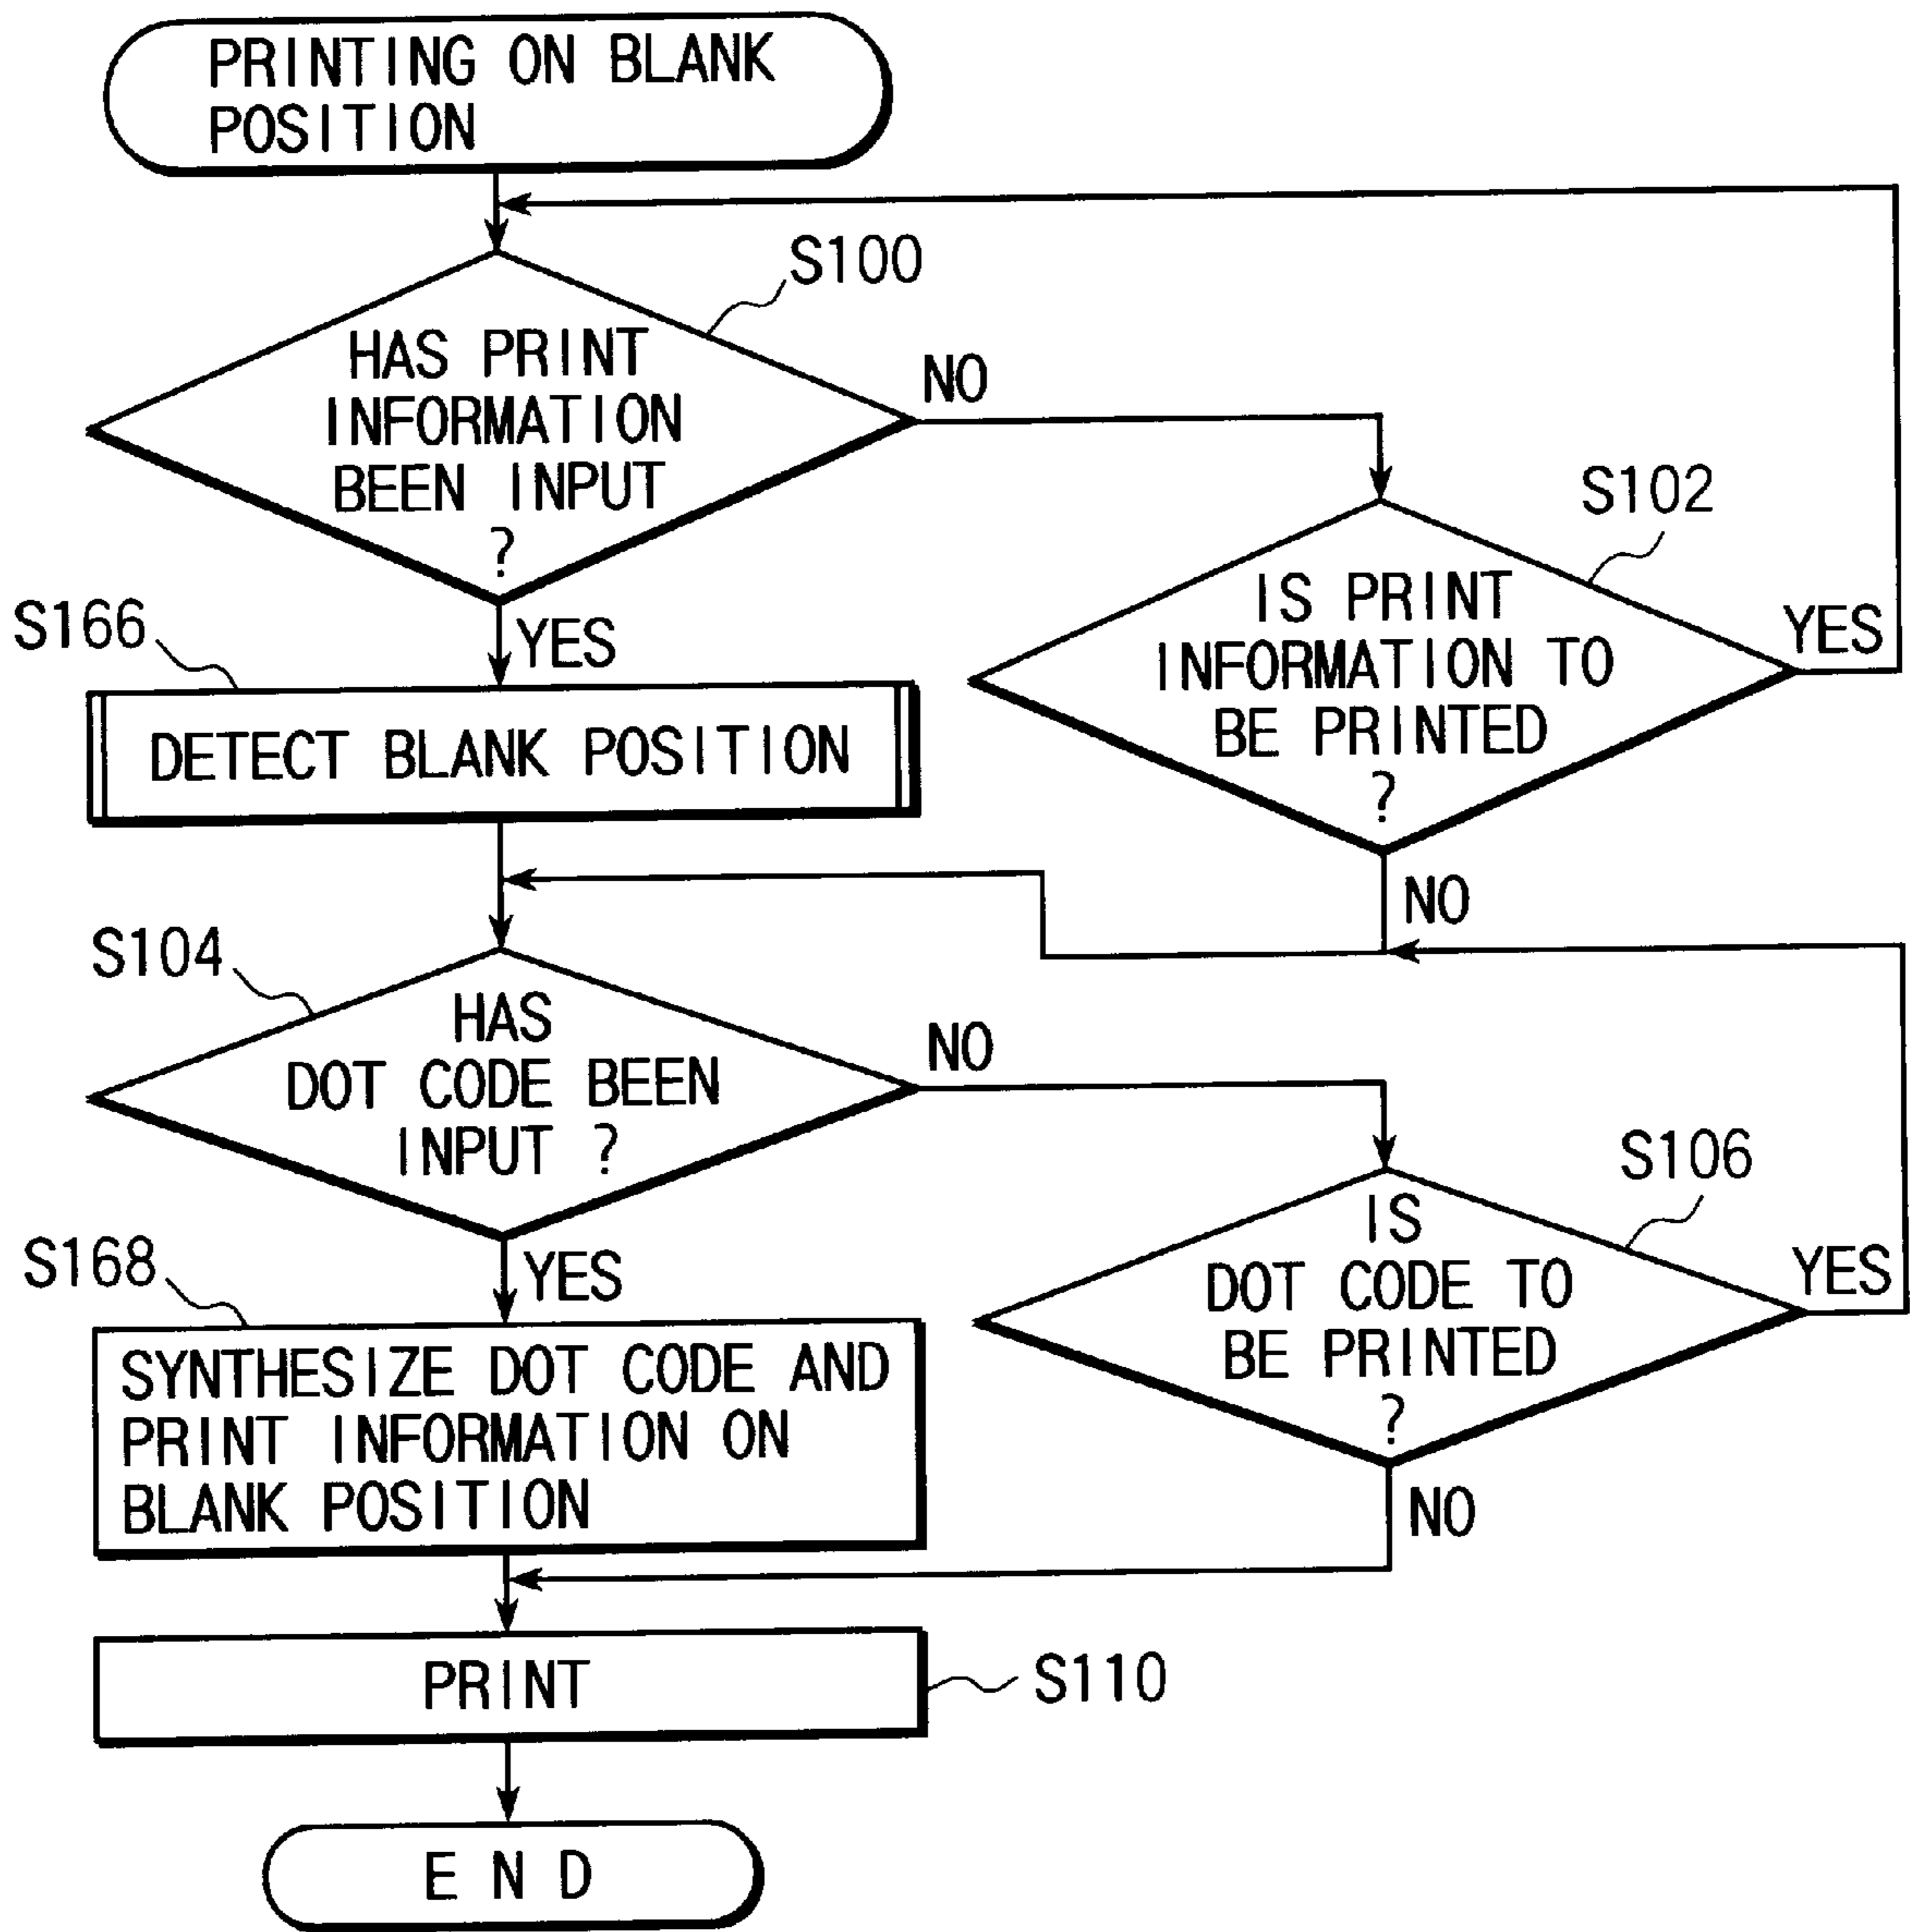 PRINTING ON BLANK
POSITION
S100
HAS PRINT
INFORMATION
BEEN INPUT
?
NO
S102
IS PRINT
INFORMATION TO
BE PRINTED
?
YES
NO
S166
YES
DETECT BLANK POSITION
S104
HAS
DOT CODE BEEN
INPUT ?
NO
S106
IS
DOT CODE TO
BE PRINTED
?
YES
NO
S168
YES
SYNTHESIZE DOT CODE AND
PRINT INFORMATION ON
BLANK POSITION
PRINT
S110
END